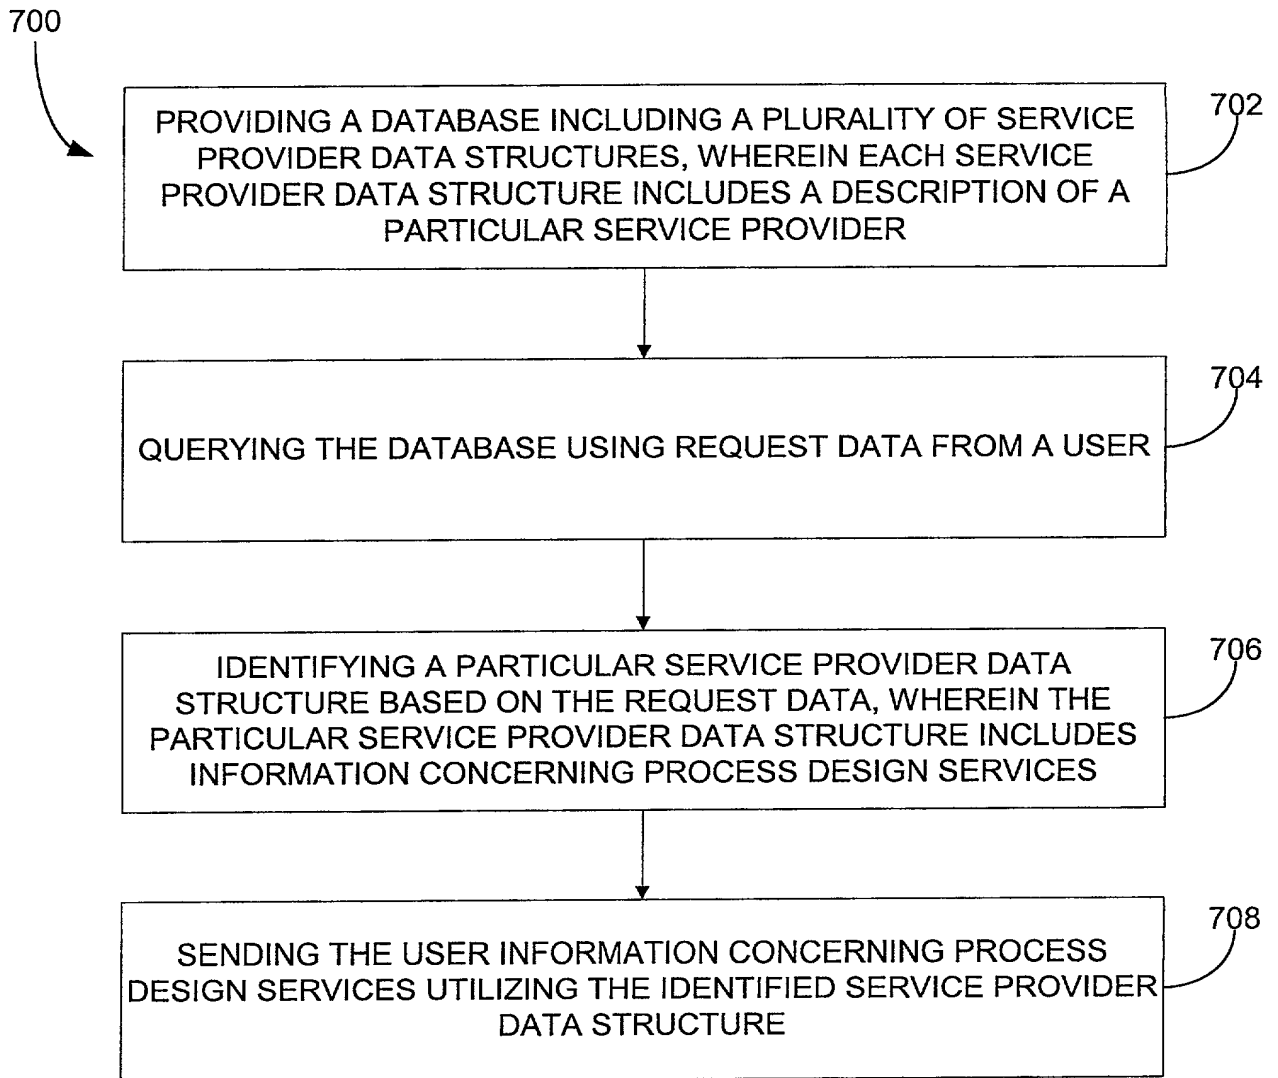 700
PROVIDING A DATABASE INCLUDING A PLURALITY OF SERVICE
PROVIDER DATA STRUCTURES, WHEREIN EACH SERVICE
PROVIDER DATA STRUCTURE INCLUDES A DESCRIPTION OF A
PARTICULAR SERVICE PROVIDER
702
QUERYING THE DATABASE USING REQUEST DATA FROM A USER
704
IDENTIFYING A PARTICULAR SERVICE PROVIDER DATA
STRUCTURE BASED ON THE REQUEST DATA, WHEREIN THE
PARTICULAR SERVICE PROVIDER DATA STRUCTURE INCLUDES
INFORMATION CONCERNING PROCESS DESIGN SERVICES
706
SENDING THE USER INFORMATION CONCERNING PROCESS
DESIGN SERVICES UTILIZING THE IDENTIFIED SERVICE PROVIDER
DATA STRUCTURE
708